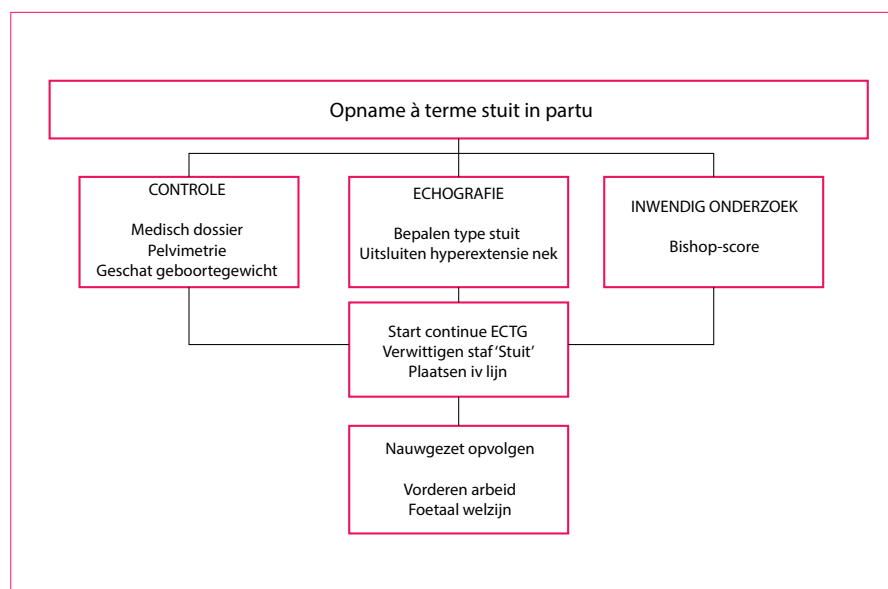 Opname à terme stuit in partu
CONTROLE
Medisch dossier
Pelvimetrie
Geschat geboortegewicht
ECHOGRAFIE
Bepalen type stuit
Uitsluiten hyperextensie nek
INWENDIG ONDERZOEK
Bishop-score
Start continue ECTG
Verwittigen staf ‘Stuit’
Plaatsen iv lijn
Nauwgezet opvolgen
Vorderen arbeid
Foetaal welzijn